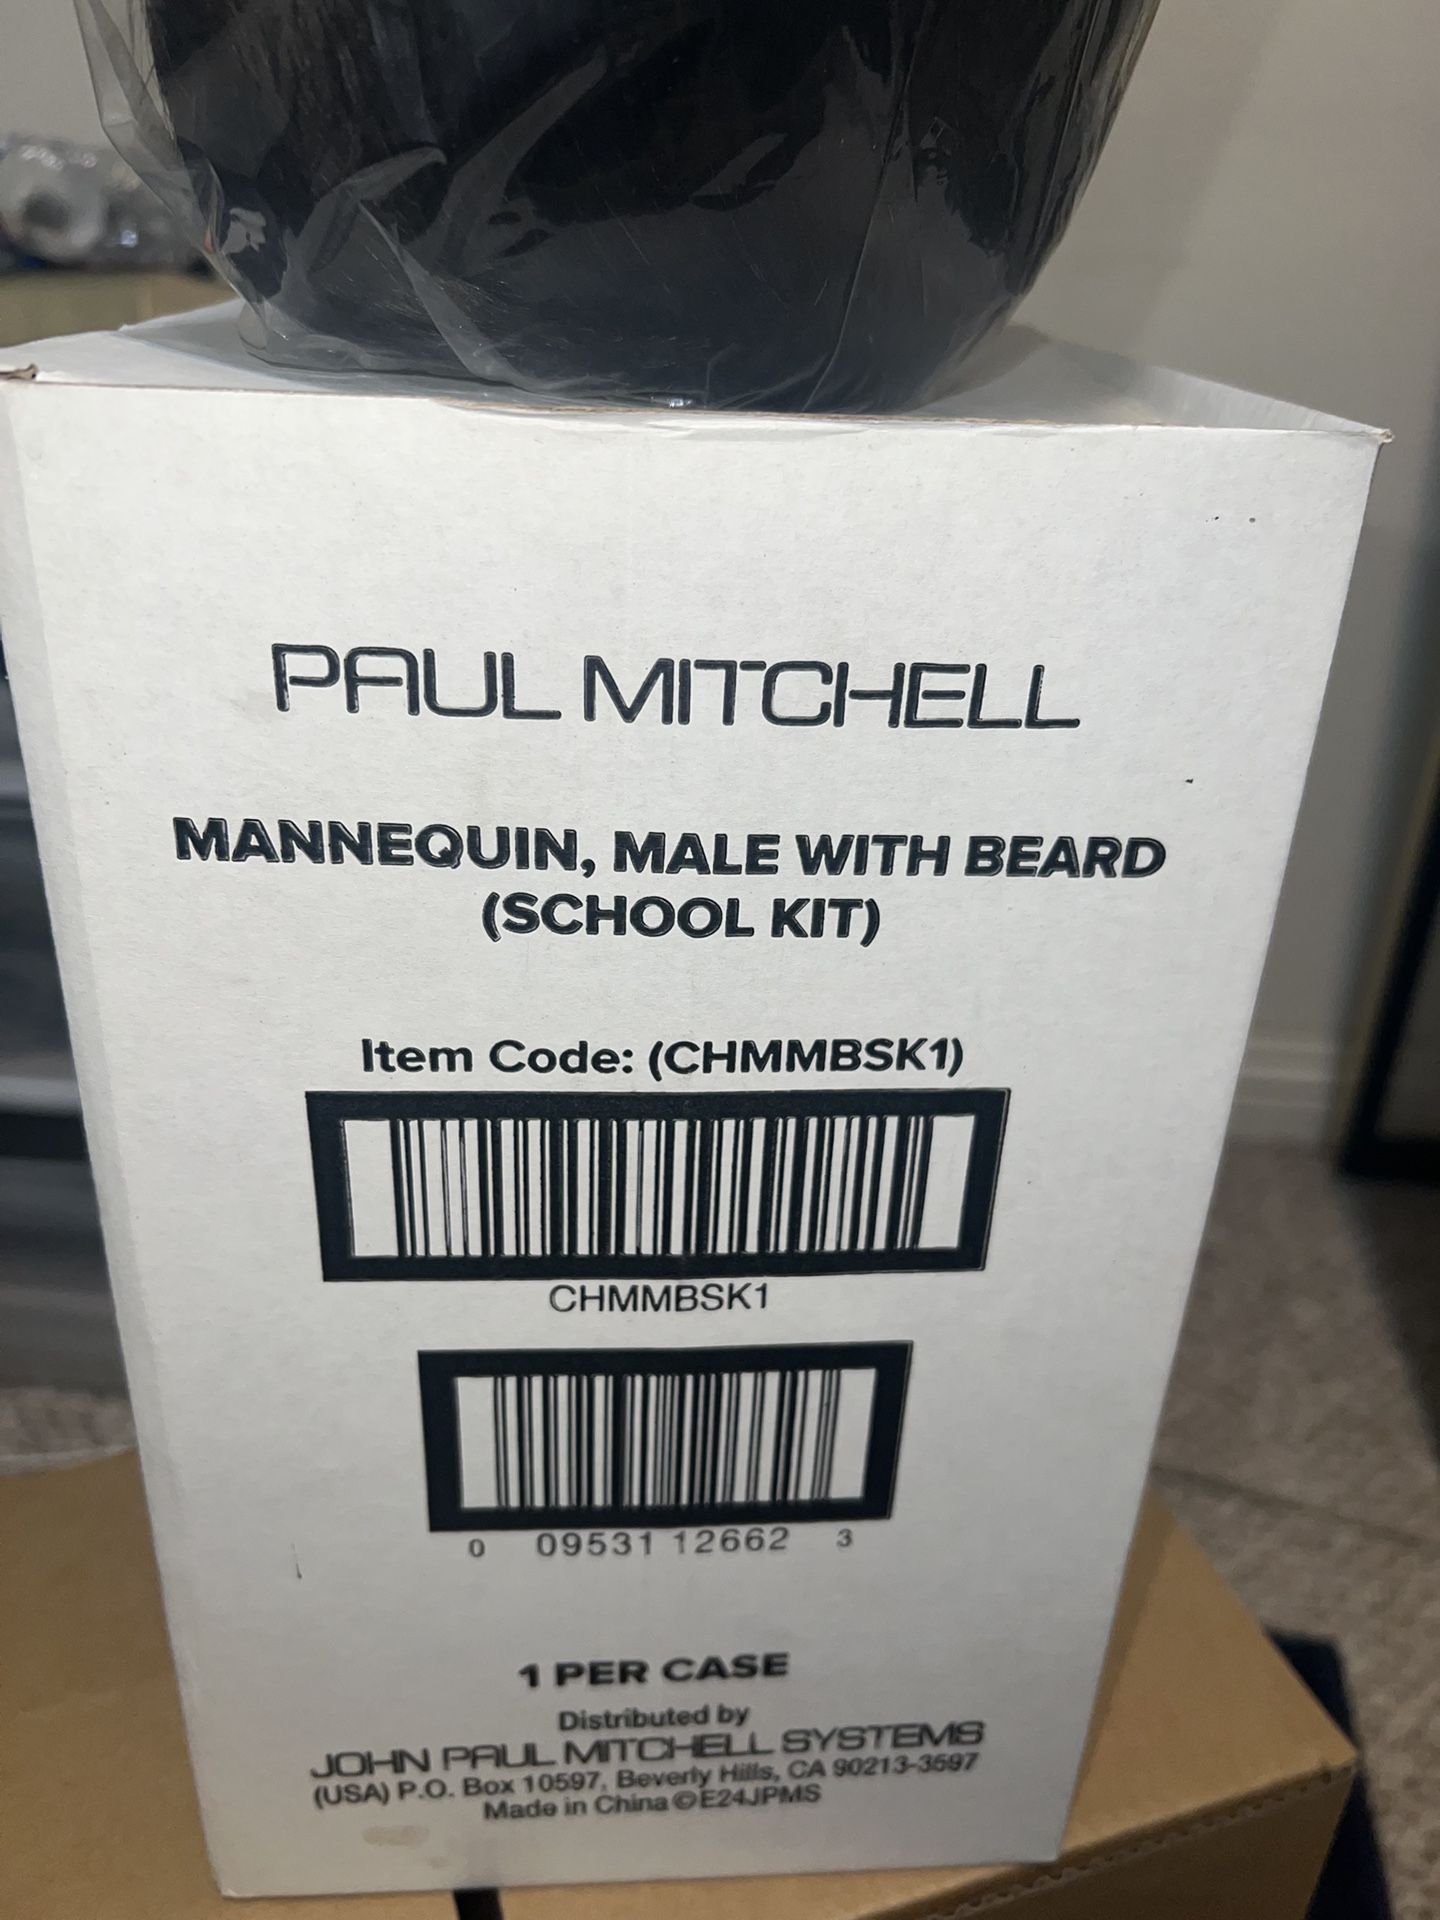 PAUL MITCHELL
MANNEQUIN, MALE WITH BEARD
(SCHOOL KIT)
Item Code: (CHMMBSK1)
CHMMBSK1
0 09531 12662 3
1 PER CASE
Distributed by
JOHN PAUL MITCHELL SYSTEMS
(USA) P.O. Box 10597, Beverly Hills, CA 90213-3597
Made in China ©E24JPMS